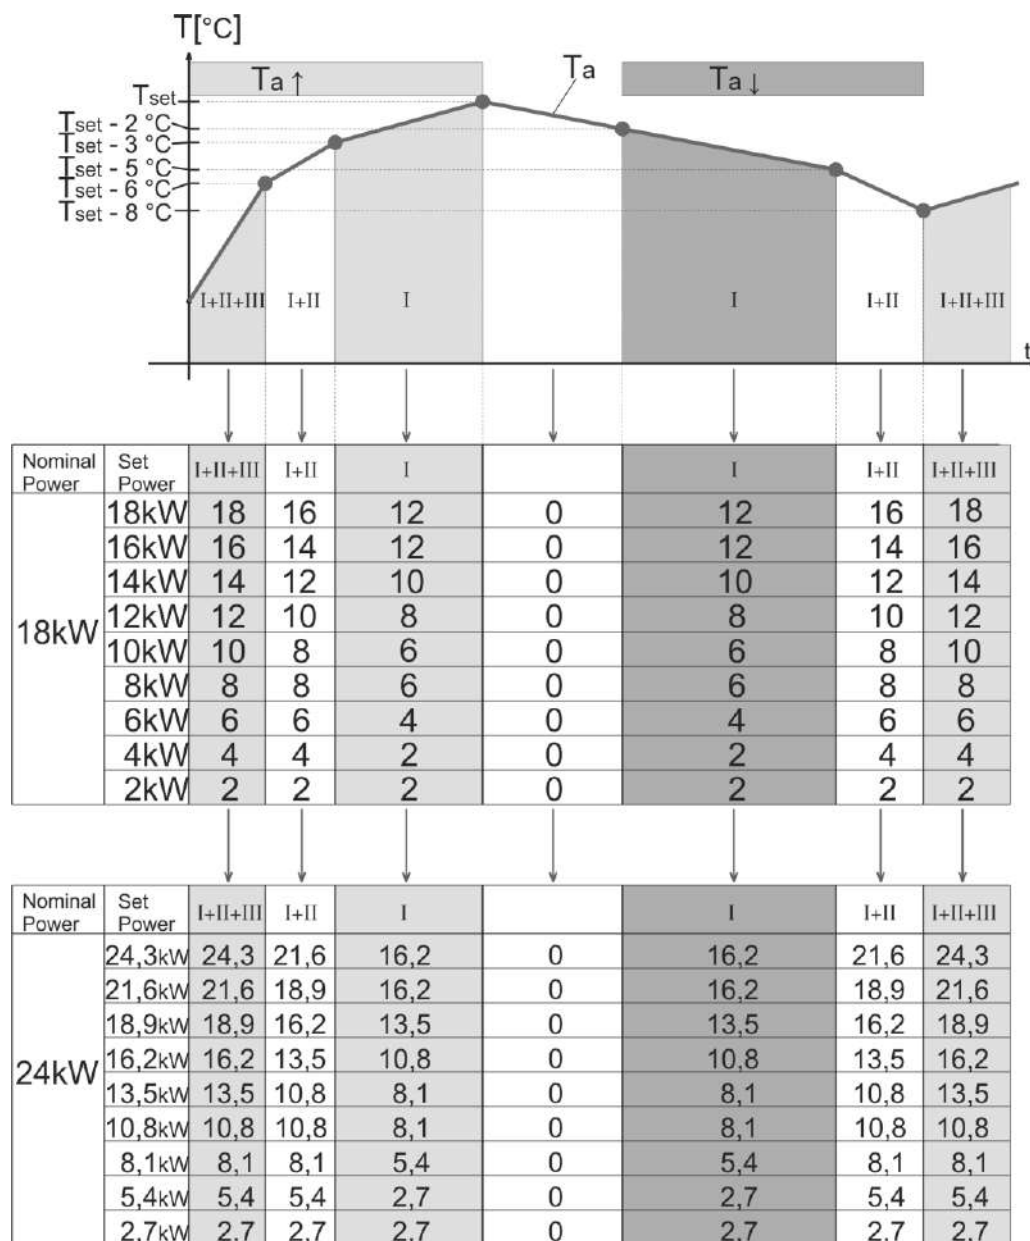 T[°C]
Ta ↑
Ta
Ta ↓
Tset
Tset - 2 °C
Tset - 3 °C
Tset - 5 °C
Tset - 6 °C
Tset - 8 °C
I+II+III I+II I I I+II I+II+III
t
Nominal Power Set Power I+II+III I+II I I I+II I+II+III
18kW
18kW 18 16 12 0 12 16 18
16kW 16 14 12 0 12 14 16
14kW 14 12 10 0 10 12 14
12kW 12 10 8 0 8 10 12
10kW 10 8 6 0 6 8 10
8kW 8 8 6 0 6 8 8
6kW 6 6 4 0 4 6 6
4kW 4 4 2 0 2 4 4
2kW 2 2 2 0 2 2 2
Nominal Power Set Power I+II+III I+II I I I+II I+II+III
24kW
24,3kW 24,3 21,6 16,2 0 16,2 21,6 24,3
21,6kW 21,6 18,9 16,2 0 16,2 18,9 21,6
18,9kW 18,9 16,2 13,5 0 13,5 16,2 18,9
16,2kW 16,2 13,5 10,8 0 10,8 13,5 16,2
13,5kW 13,5 10,8 8,1 0 8,1 10,8 13,5
10,8kW 10,8 10,8 8,1 0 8,1 10,8 10,8
8,1kW 8,1 8,1 5,4 0 5,4 8,1 8,1
5,4kW 5,4 5,4 2,7 0 2,7 5,4 5,4
2,7kW 2,7 2,7 2,7 0 2,7 2,7 2,7